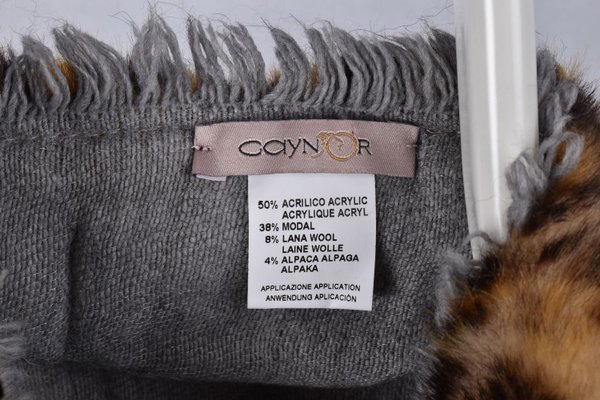 GAYNOR
50% ACRILICO ACRYLIC
ACRYLIQUE ACRYL
38% MODAL
8% LANA WOOL
LAINE WOLLE
4% ALPACA ALPAGA
ALPAKA
APPLICAZIONE APPLICATION
ANWENDUNG APLICACIÓN